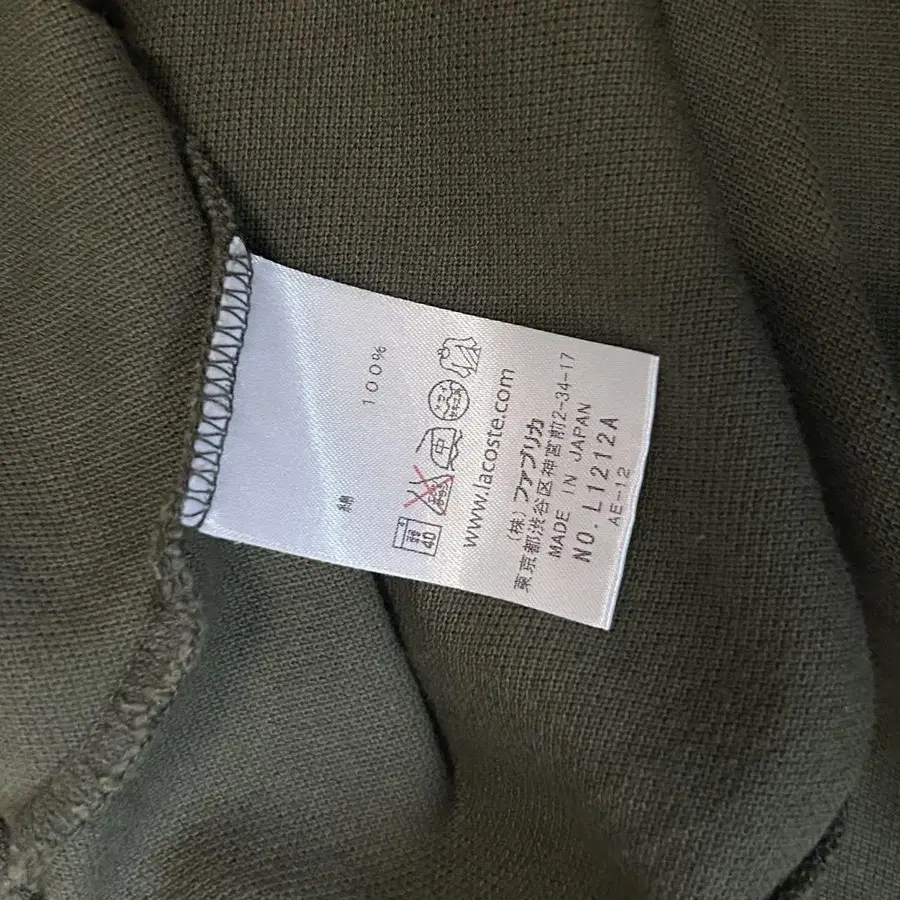 綿 100%
40
www.lacoste.com
(株)ファブリカ
東京都渋谷区神宮前2-34-17
MADE IN JAPAN
NO. L1212A
AE-12